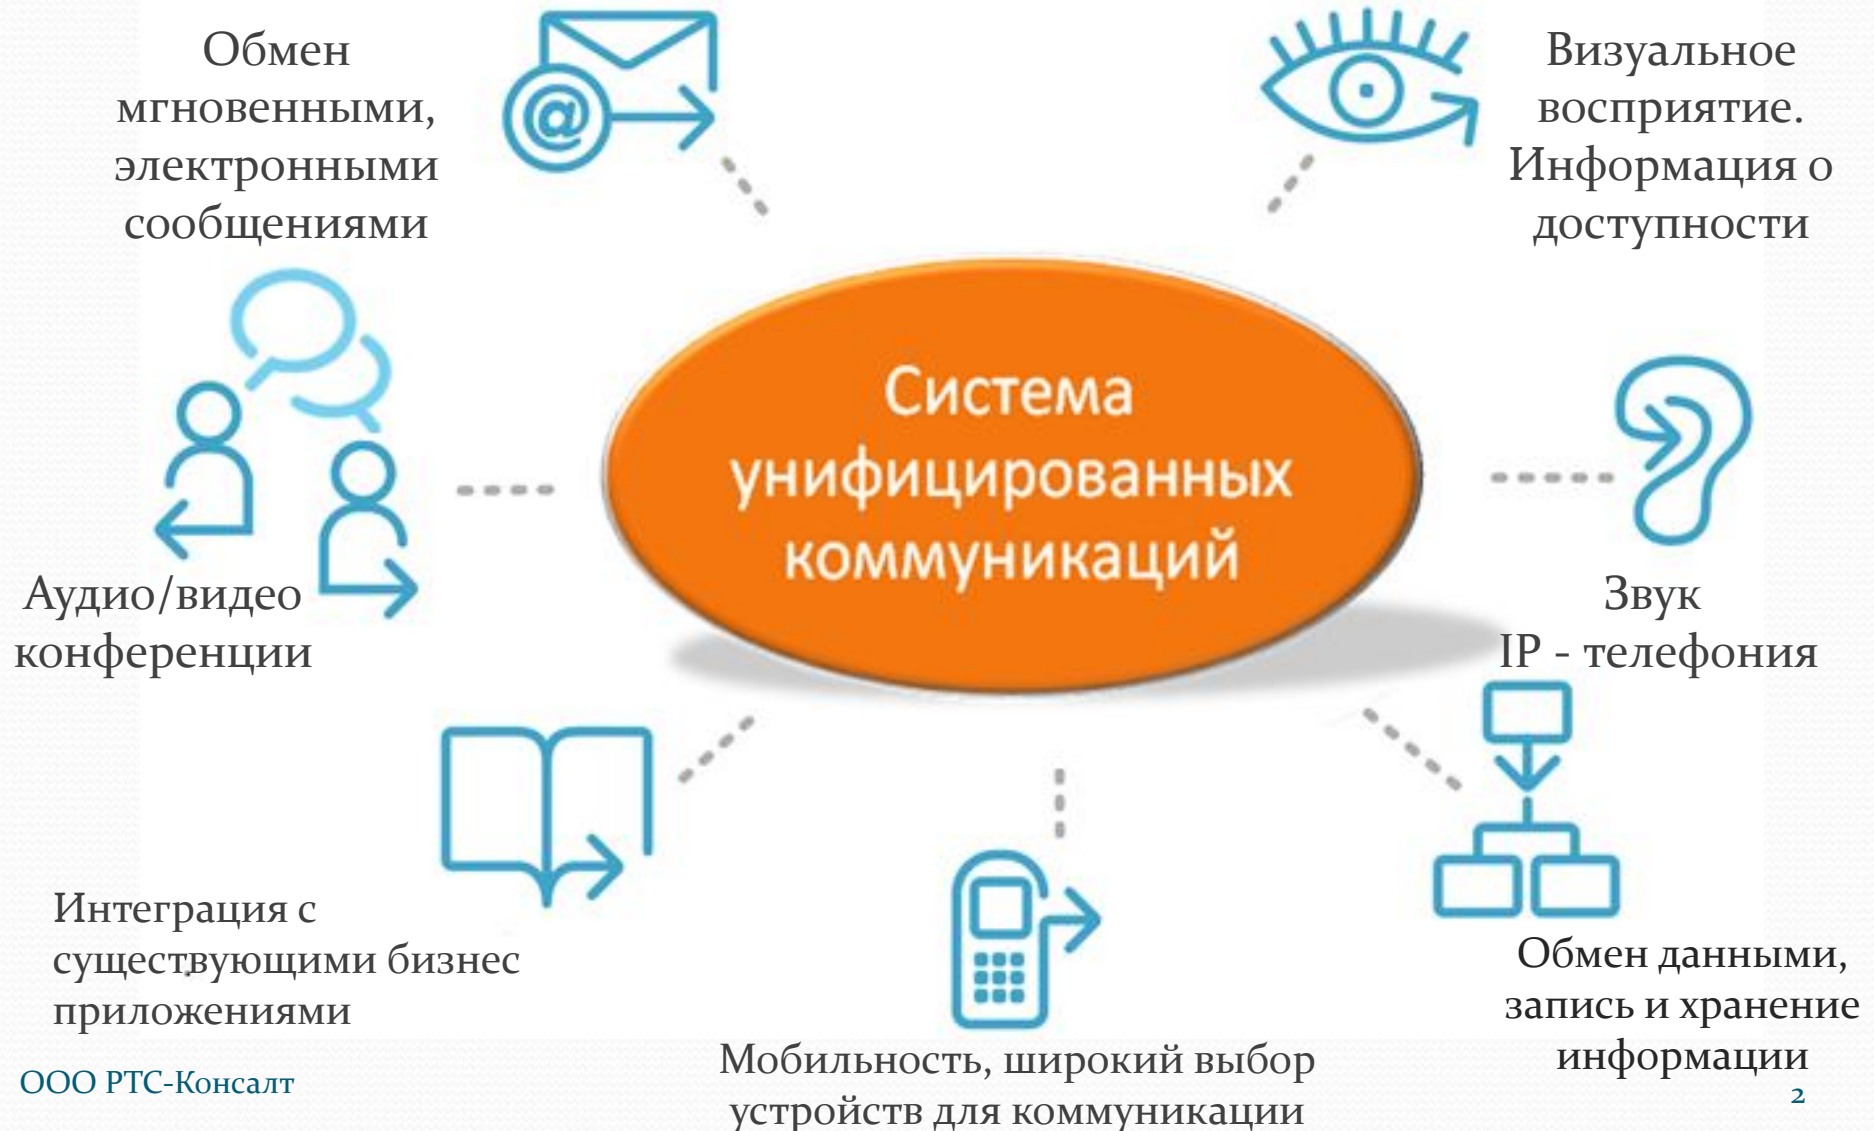 Обмен
мгновенными,
электронными
сообщениями
@
Визуальное
восприятие.
Информация о
доступности
Система
унифицированных
коммуникаций
Аудио/видео
конференции
Звук
IP - телефония
Интеграция с
существующими бизнес
приложениями
Мобильность, широкий выбор
устройств для коммуникации
Обмен данными,
запись и хранение
информации
ООО РТС-Консалт
2